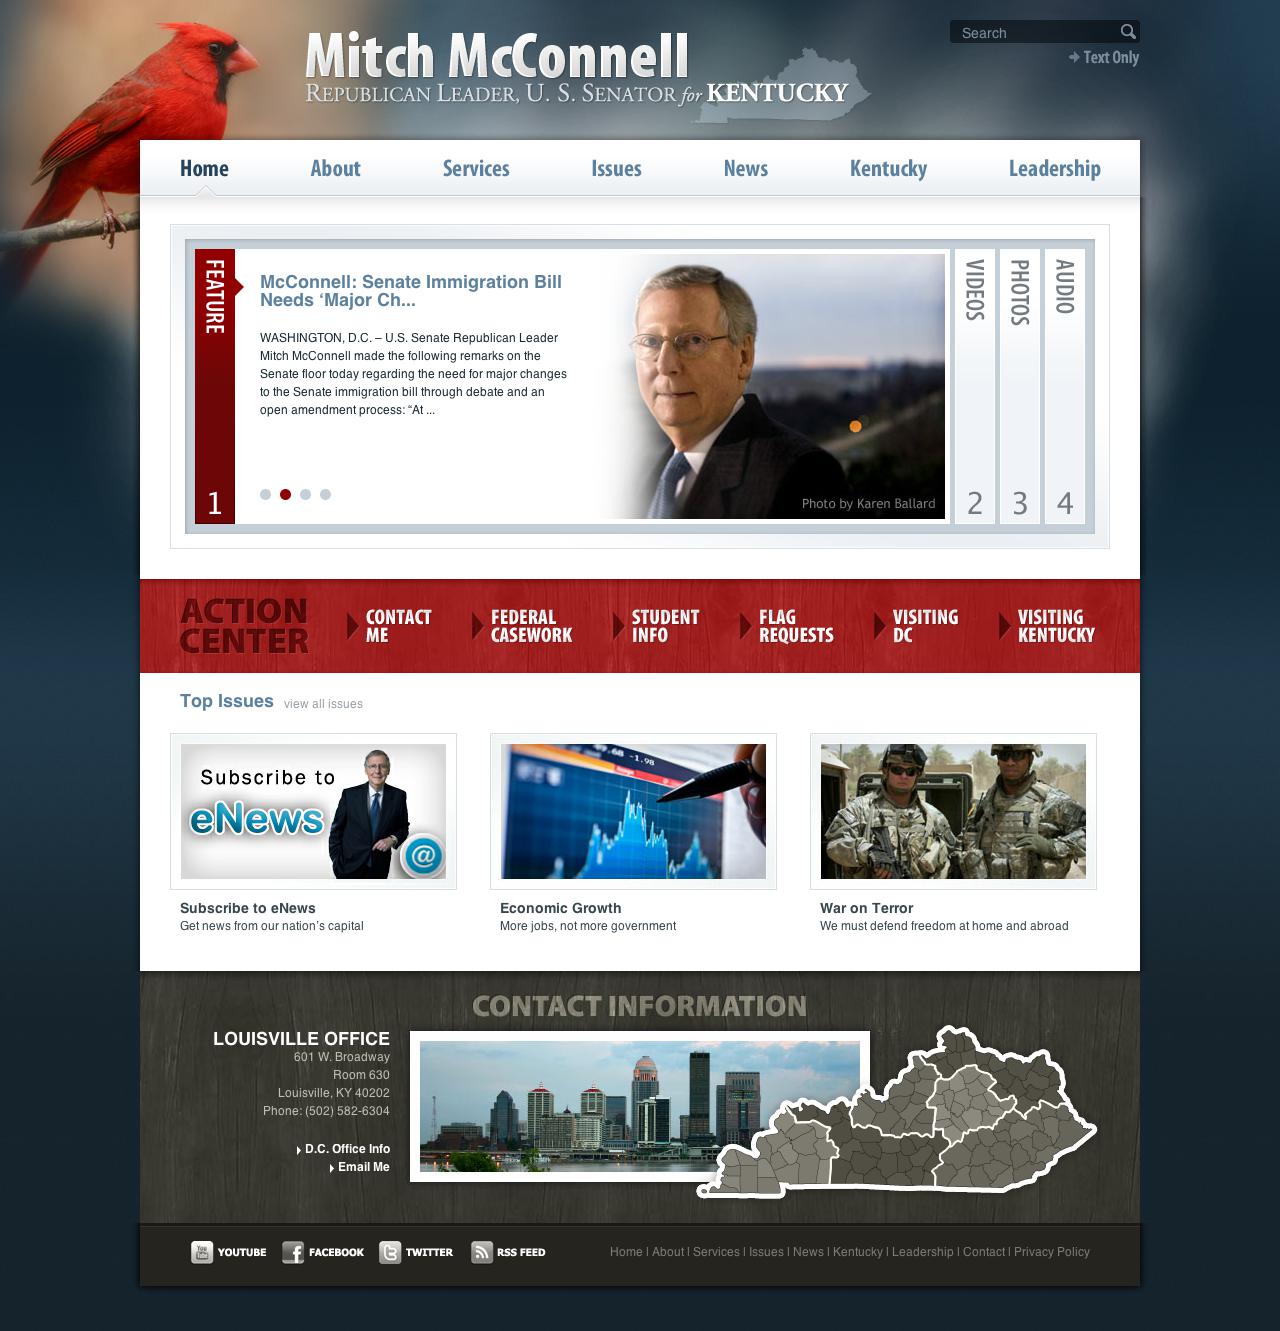 Mitch McConnell
REPUBLICAN LEADER, U. S. SENATOR for KENTUCKY
Search
Text Only
Home About Services Issues News Kentucky Leadership
FEATURE
1
McConnell: Senate Immigration Bill
Needs ‘Major Ch...
WASHINGTON, D.C. – U.S. Senate Republican Leader
Mitch McConnell made the following remarks on the
Senate floor today regarding the need for major changes
to the Senate immigration bill through debate and an
open amendment process: “At ...
Photo by Karen Ballard
VIDEOS
2
PHOTOS
3
AUDIO
4
ACTION
CENTER
CONTACT
ME
FEDERAL
CASEWORK
STUDENT
INFO
FLAG
REQUESTS
VISITING
DC
VISITING
KENTUCKY
Top Issues view all issues
Subscribe to
eNews
@
-1.98
Subscribe to eNews
Get news from our nation’s capital
Economic Growth
More jobs, not more government
War on Terror
We must defend freedom at home and abroad
CONTACT INFORMATION
LOUISVILLE OFFICE
601 W. Broadway
Room 630
Louisville, KY 40202
Phone: (502) 582-6304
D.C. Office Info
Email Me
You
Tube
YOUTUBE FACEBOOK TWITTER RSS FEED
Home | About | Services | Issues | News | Kentucky | Leadership | Contact | Privacy Policy